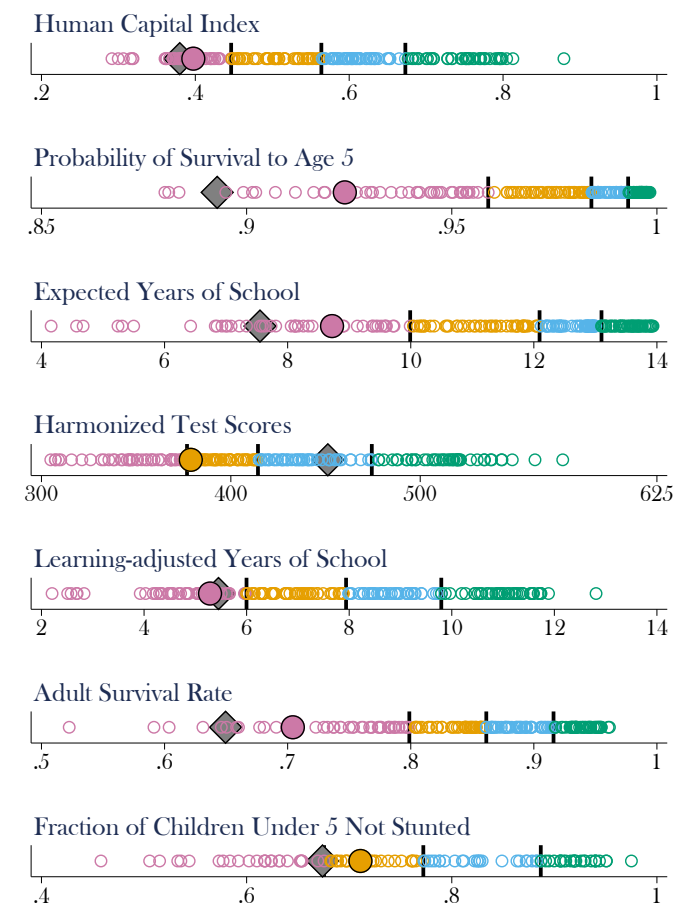 Human Capital Index
.2 .4 .6 .8 1
Probability of Survival to Age 5
.85 .9 .95 1
Expected Years of School
4 6 8 10 12 14
Harmonized Test Scores
300 400 500 625
Learning-adjusted Years of School
2 4 6 8 10 12 14
Adult Survival Rate
.5 .6 .7 .8 .9 1
Fraction of Children Under 5 Not Stunted
.4 .6 .8 1